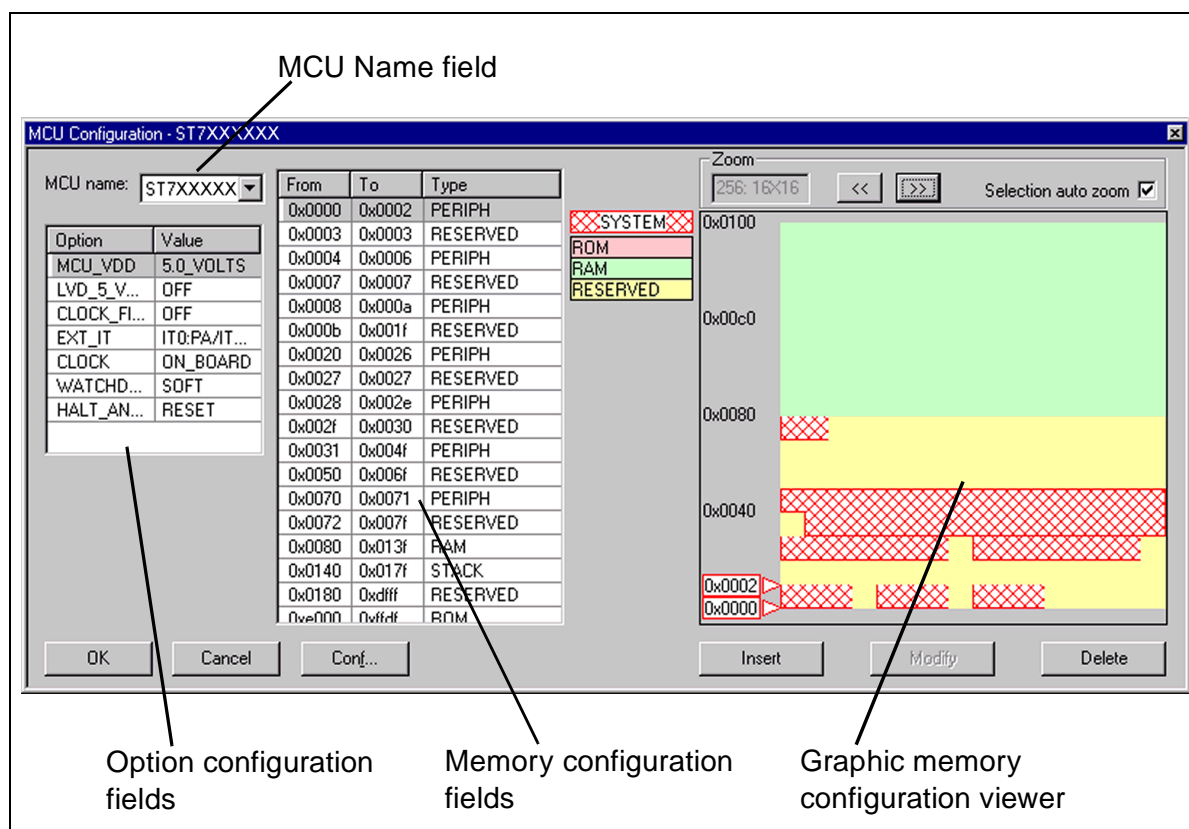 MCU Name field
MCU Configuration - ST7XXXXXX
MCU name: ST7XXXXX
Option Value
MCU_VDD 5.0_VOLTS
LVD_5_V... OFF
CLOCK_FI... OFF
EXT_IT IT0:PA/IT...
CLOCK ON_BOARD
WATCHD... SOFT
HALT_AN... RESET
From To Type
0x0000 0x0002 PERIPH
0x0003 0x0003 RESERVED
0x0004 0x0006 PERIPH
0x0007 0x0007 RESERVED
0x0008 0x000a PERIPH
0x000b 0x001f RESERVED
0x0020 0x0026 PERIPH
0x0027 0x0027 RESERVED
0x0028 0x002e PERIPH
0x002f 0x0030 RESERVED
0x0031 0x004f PERIPH
0x0050 0x006f RESERVED
0x0070 0x0071 PERIPH
0x0072 0x007f RESERVED
0x0080 0x013f RAM
0x0140 0x017f STACK
0x0180 0xdfff RESERVED
0xe000 0xffdf ROM
SYSTEM
ROM
RAM
RESERVED
Zoom
256: 16X16 << >> Selection auto zoom
0x0100
0x00c0
0x0080
0x0040
0x0002
0x0000
OK Cancel Conf... Insert Modify Delete
Option configuration
fields
Memory configuration
fields
Graphic memory
configuration viewer